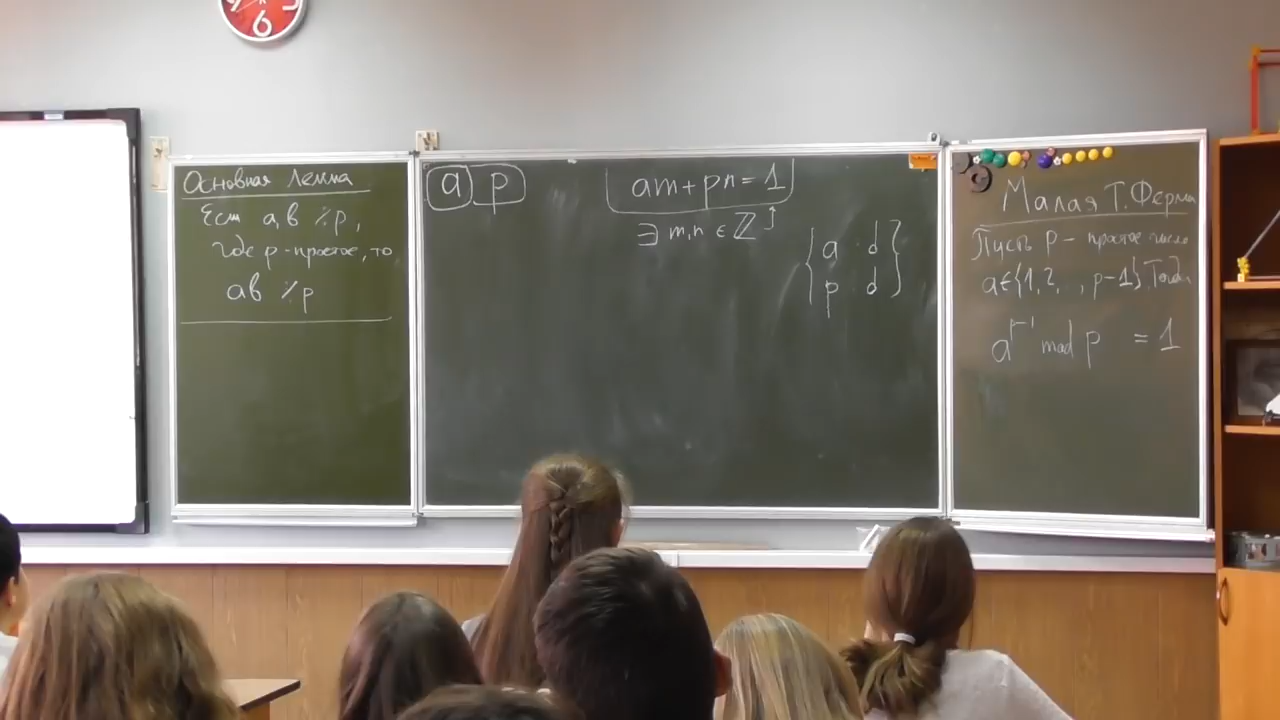 Основная Лемма
Если a, b ⁒ p,
где p - простое, то
ab ⁒ p
a p
am + pn = 1
∃ m, n ∈ ℤ
{ a d }
{ p d }
Малая Т. Ферма
Пусть p - простое число
a ∈ {1, 2, .., p-1}. Тогда
a^{p-1} mod p = 1
6